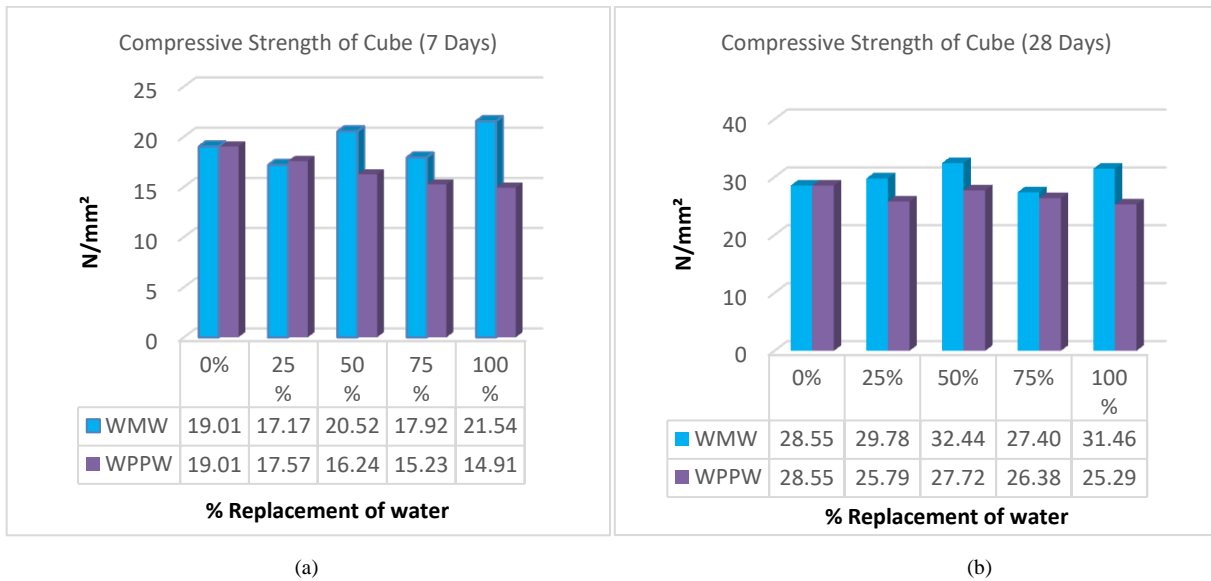 Compressive Strength of Cube (7 Days)
25
20
15
10
5
0
N/mm²
0% 25 % 50 % 75 % 100 %
WMW 19.01 17.17 20.52 17.92 21.54
WPPW 19.01 17.57 16.24 15.23 14.91
% Replacement of water
(a)
Compressive Strength of Cube (28 Days)
40
30
20
10
0
N/mm²
0% 25% 50% 75% 100 %
WMW 28.55 29.78 32.44 27.40 31.46
WPPW 28.55 25.79 27.72 26.38 25.29
% Replacement of water
(b)